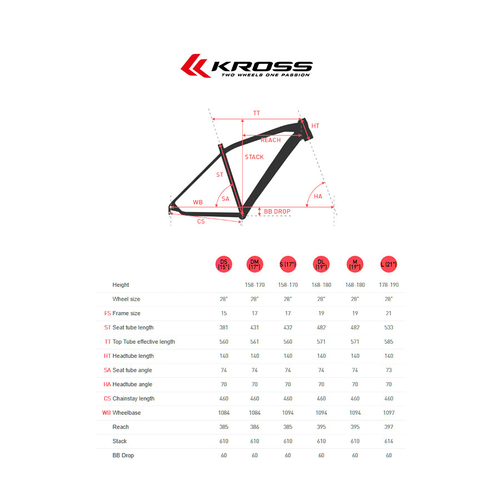 KROSS
TWO WHEELS ONE PASSION
TT
HT
REACH
STACK
ST
SA
HA
WB
BB DROP
CS
DS (15") DM (17") S (17") DL (19") M (19") L (21")
Height 158-170 158-170 168-180 168-180 178-190
Wheel size 28" 28" 28" 28" 28" 28"
FS Frame size 15 17 17 19 19 21
ST Seat tube length 381 431 432 482 482 533
TT Top Tube effective length 560 561 560 571 571 585
HT Headtube length 140 140 140 140 140 140
SA Seat tube angle 74 74 74 74 74 73
HA Headtube angle 70 70 70 70 70 70
CS Chainstay length 460 460 460 460 460 460
WB Wheelbase 1084 1084 1094 1094 1094 1097
Reach 385 386 385 395 395 397
Stack 610 610 610 610 610 614
BB Drop 60 60 60 60 60 60